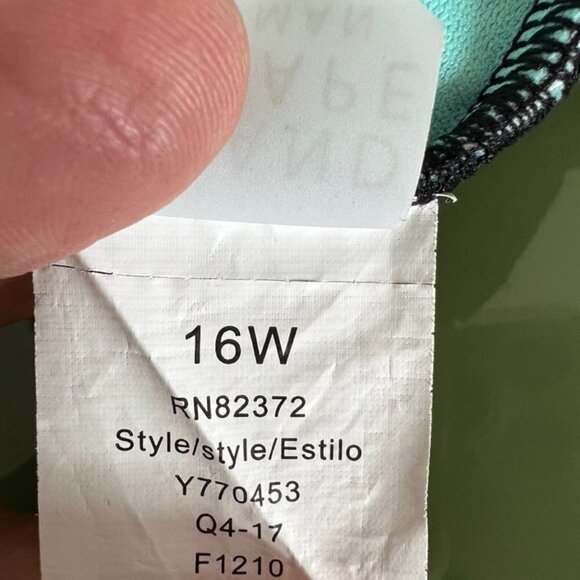 16W
RN82372
Style/style/Estilo
Y770453
Q4-17
F1210